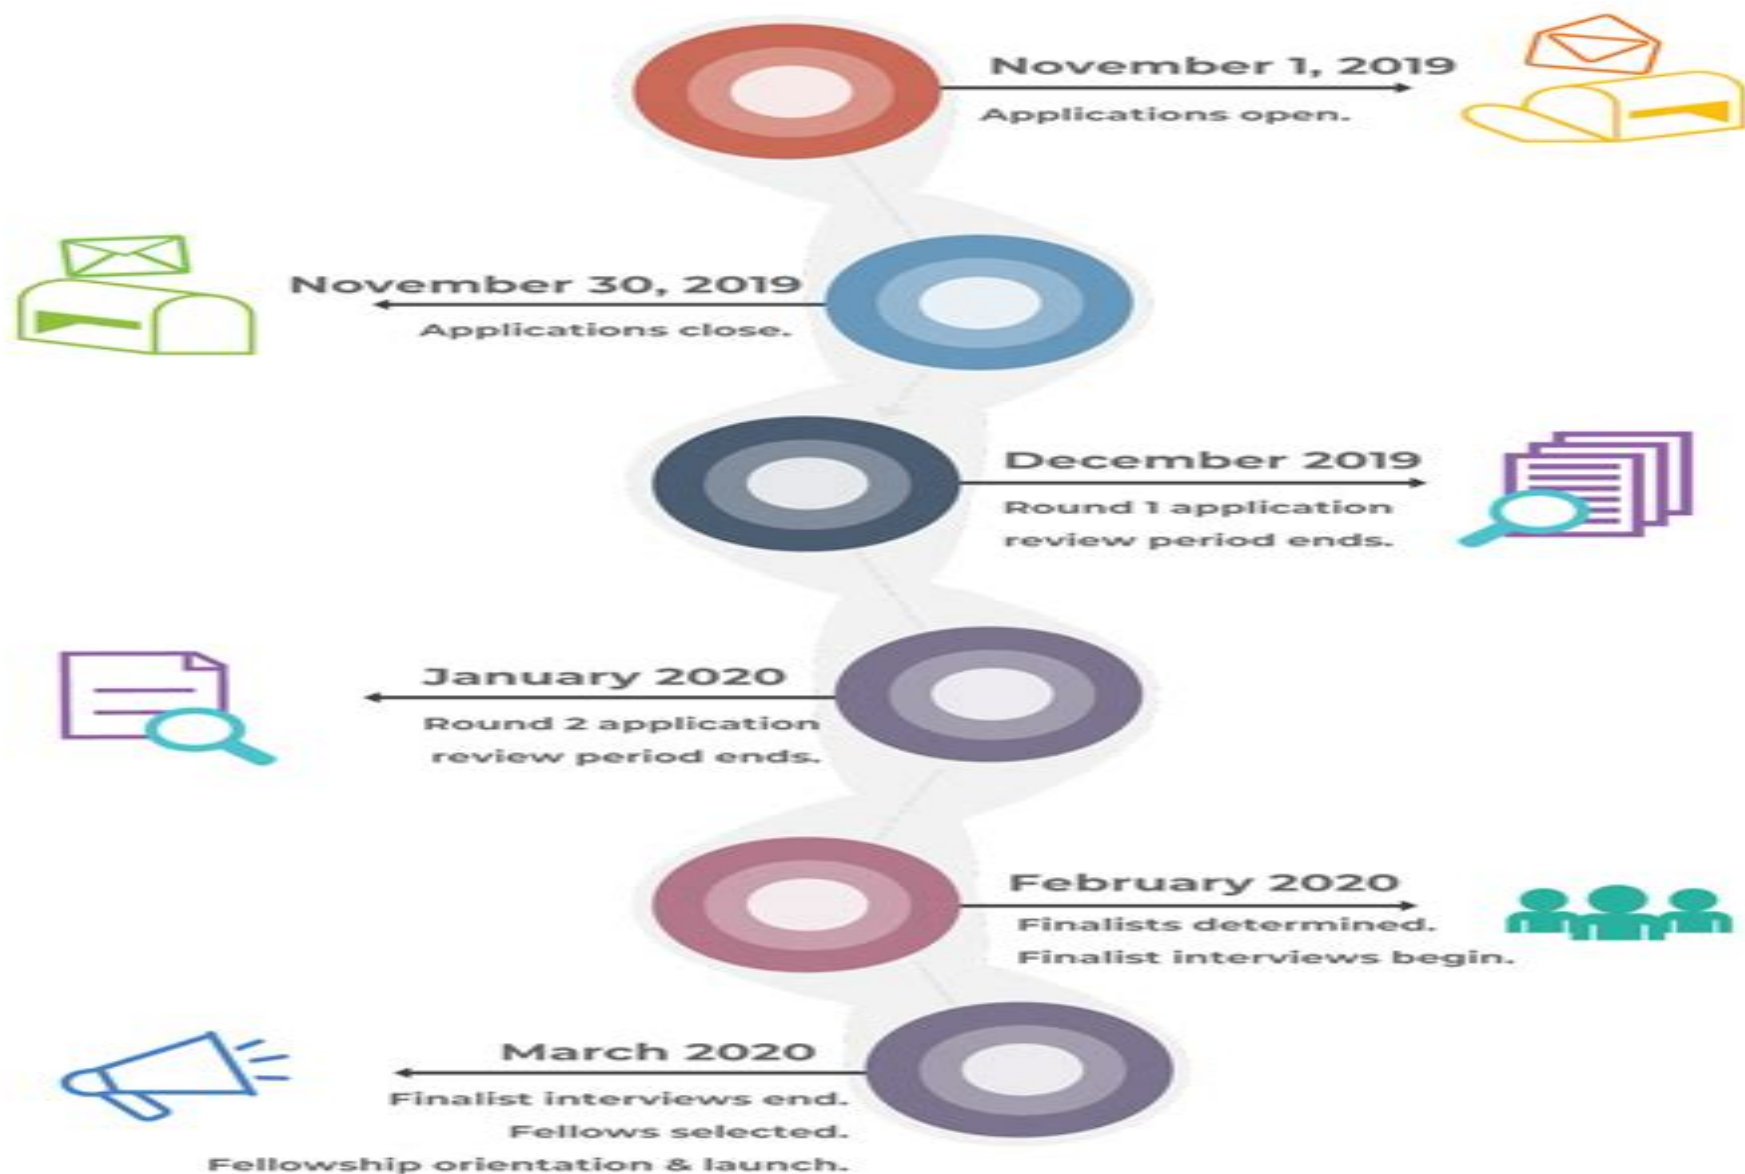 November 1, 2019
Applications open.
November 30, 2019
Applications close.
December 2019
Round 1 application
review period ends.
January 2020
Round 2 application
review period ends.
February 2020
Finalists determined.
Finalist interviews begin.
March 2020
Finalist interviews end.
Fellows selected.
Fellowship orientation & launch.